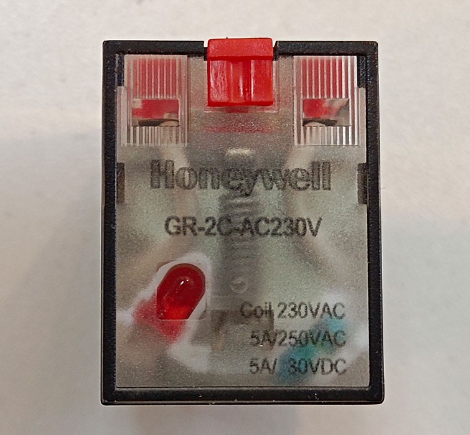 Honeywell
GR-2C-AC230V
Coil 230VAC
5A/250VAC
5A/ 30VDC